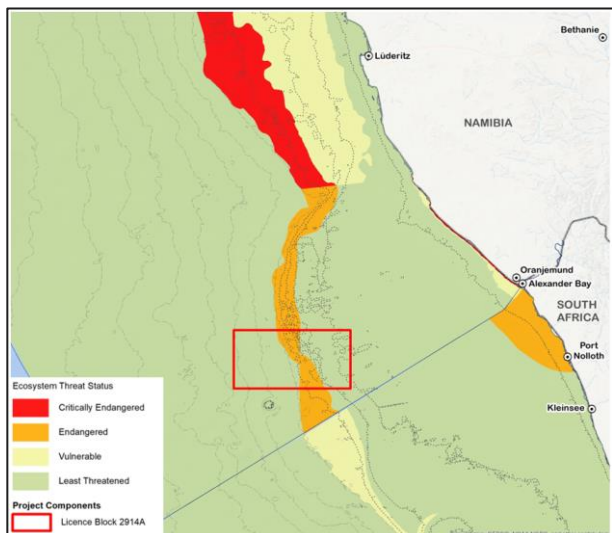 Bethanie
Lüderitz
NAMIBIA
Oranjemund
Alexander Bay
SOUTH
AFRICA
Port
Nolloth
Kleinsee
Ecosystem Threat Status
Critically Endangered
Endangered
Vulnerable
Least Threatened
Project Components
Licence Block 2914A